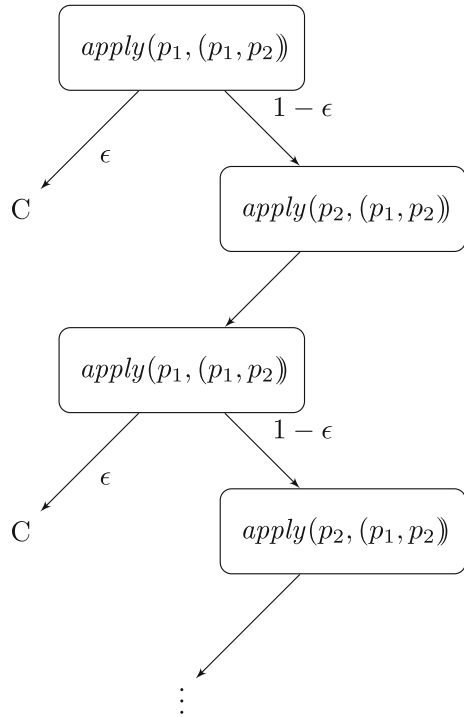 apply(p₁, (p₁, p₂))
ϵ
1 − ϵ
C
apply(p₂, (p₁, p₂))
apply(p₁, (p₁, p₂))
ϵ
1 − ϵ
C
apply(p₂, (p₁, p₂))
⋮